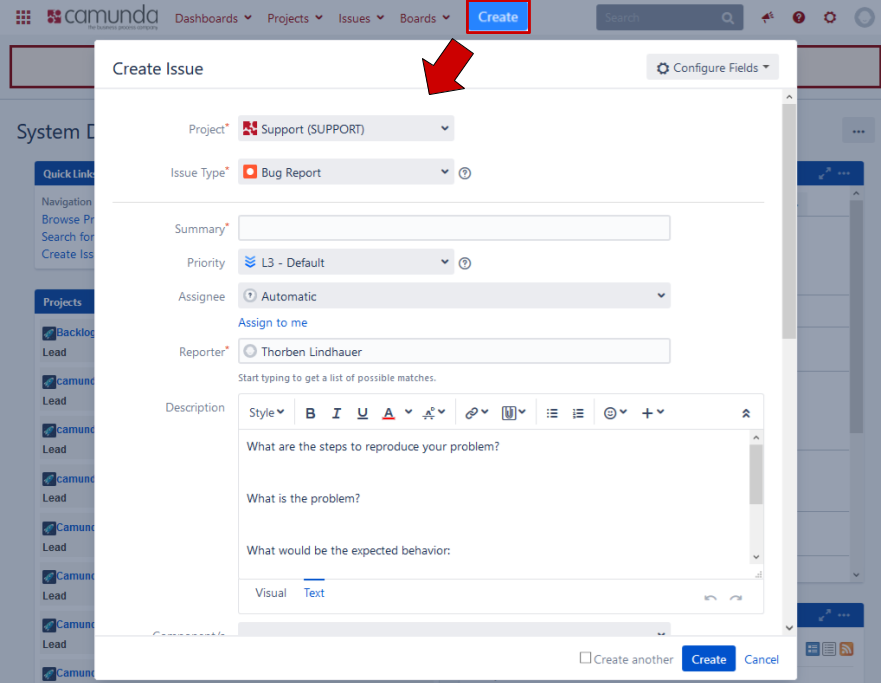 camunda Dashboards Projects Issues Boards Create Search
The business process company
Create Issue Configure Fields
Project* Support (SUPPORT)
Issue Type* Bug Report
Summary*
Priority L3 - Default
Assignee Automatic
Assign to me
Reporter* Thorben Lindhauer
Start typing to get a list of possible matches.
Description
Style B I U A
What are the steps to reproduce your problem?
What is the problem?
What would be the expected behavior:
Visual Text
Component/s
Create another Create Cancel
System D
Quick Links
Navigation
Browse Pr
Search for
Create Iss
Projects
Backlog
Lead
camund
Lead
camund
Lead
camund
Lead
Camund
Lead
Camund
Lead
Camund
Lead
Camund